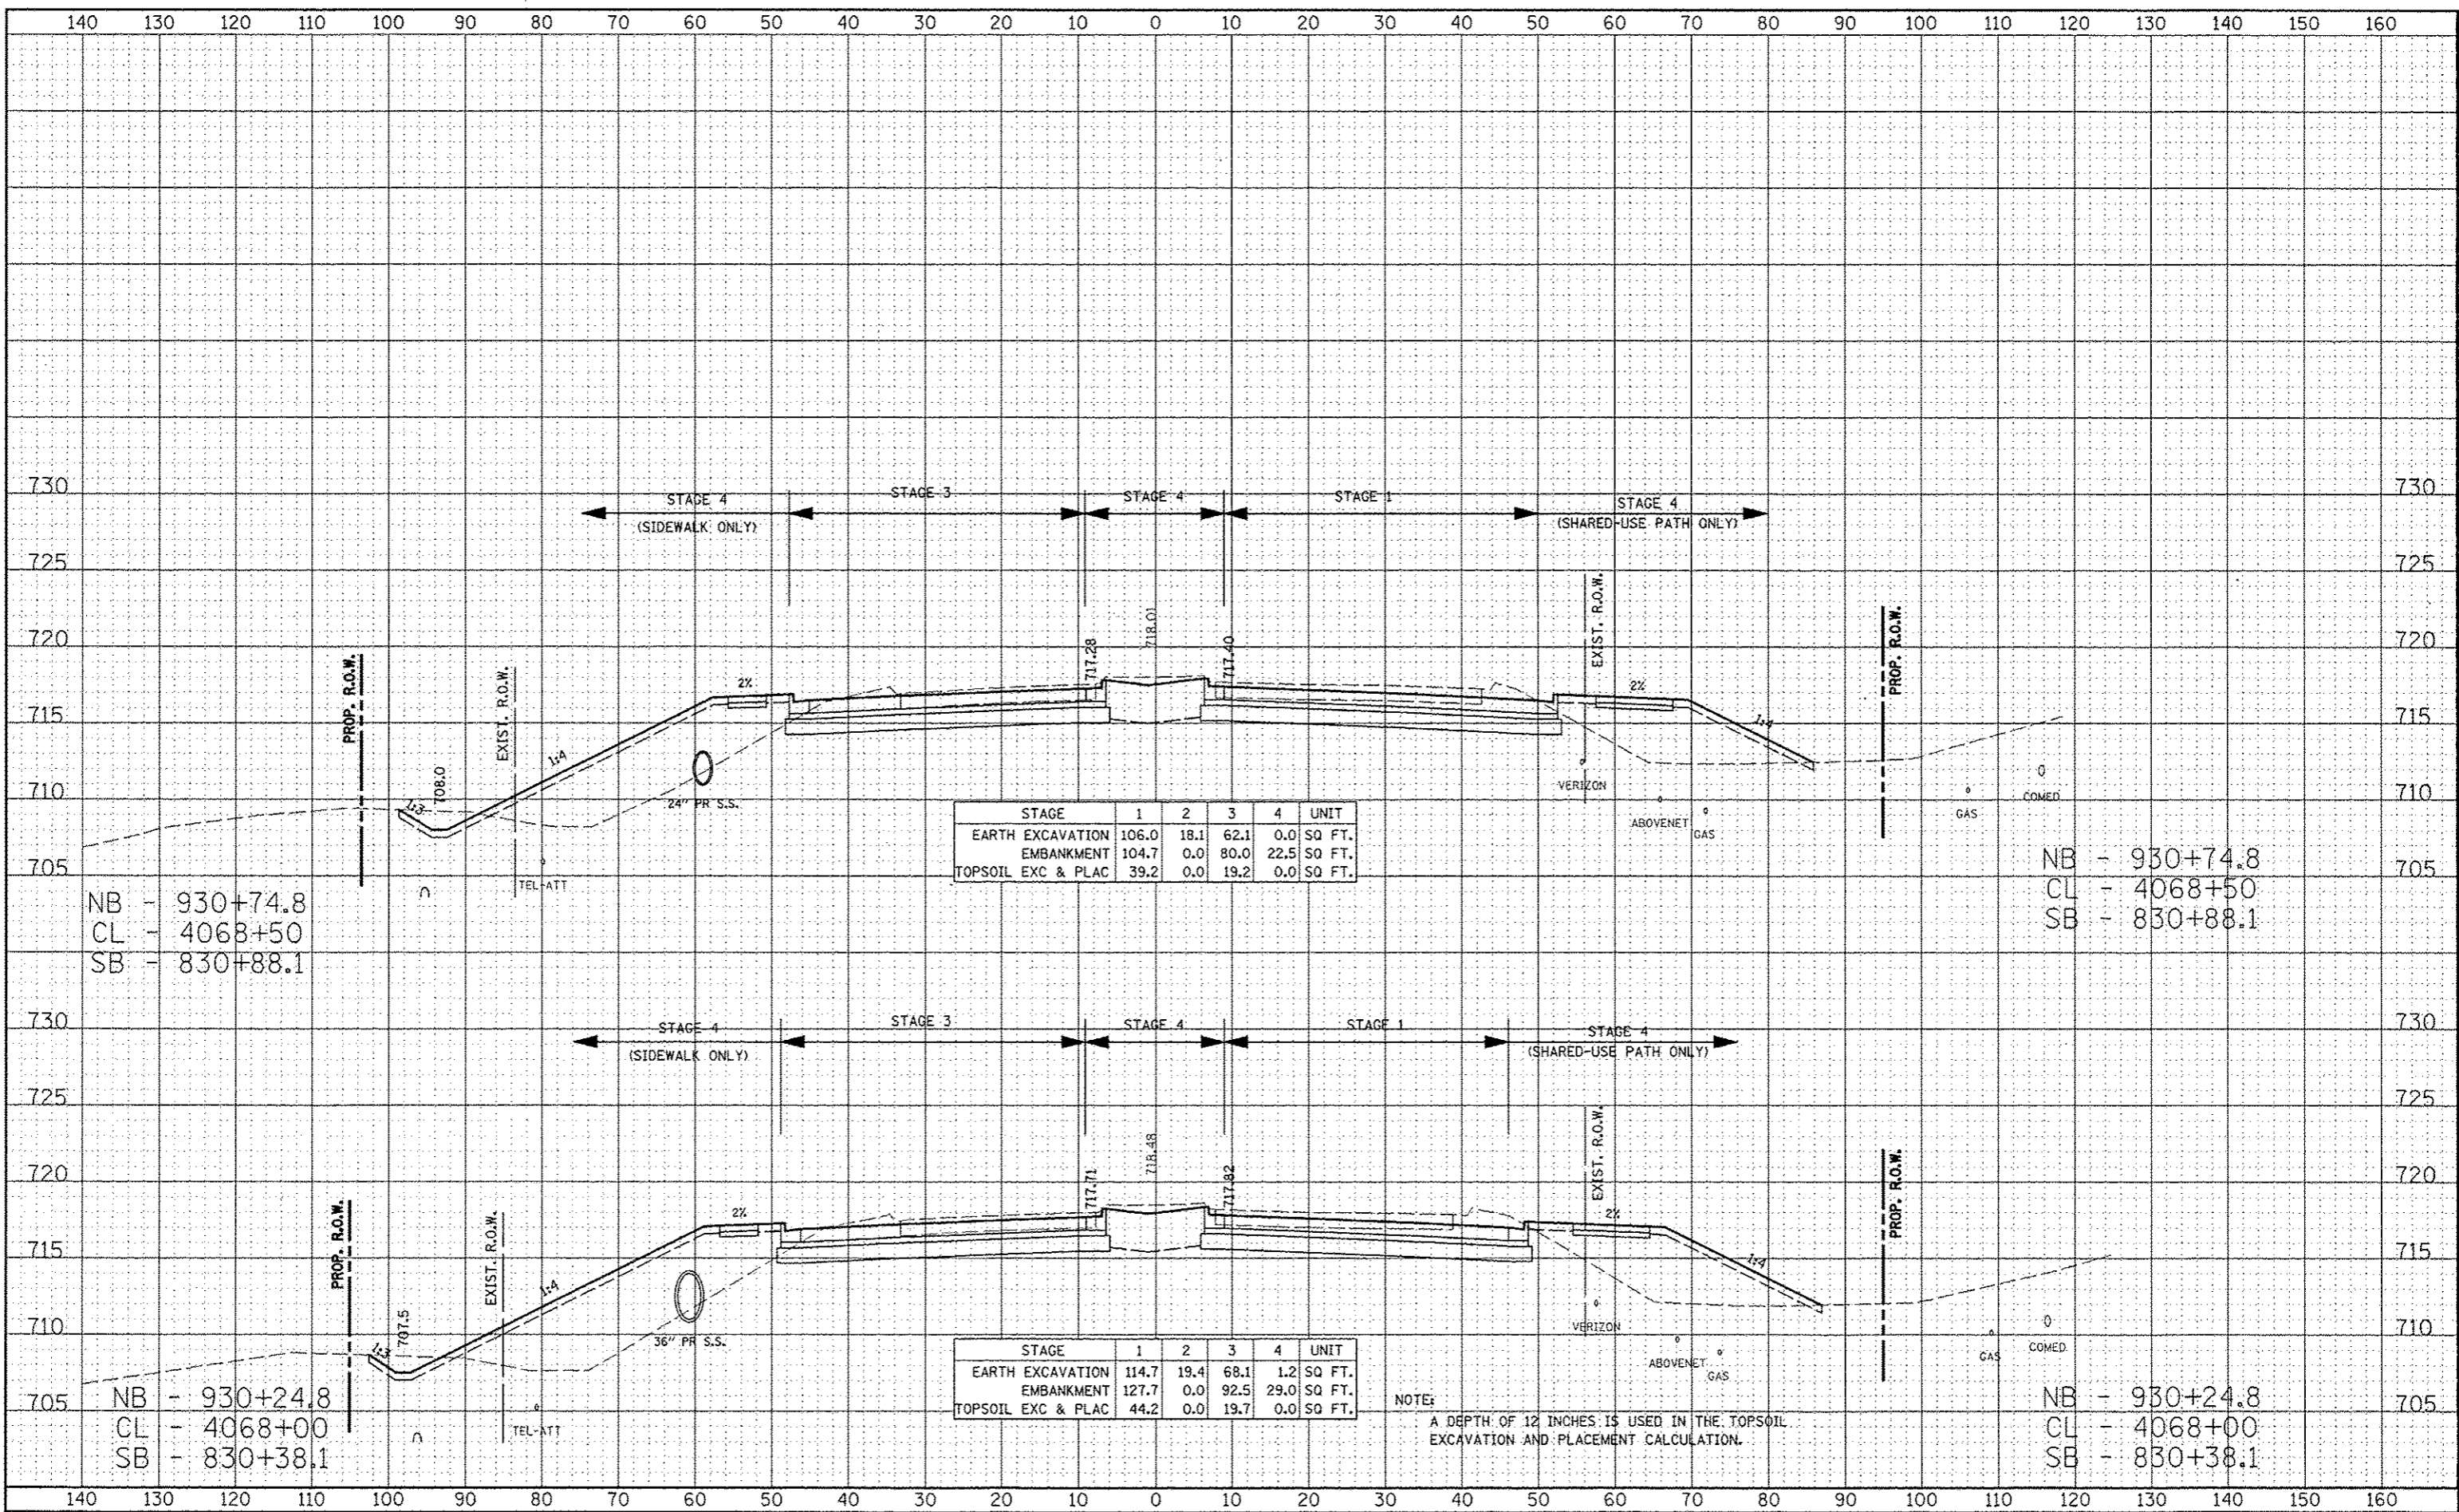 140 130 120 110 100 90 80 70 60 50 40 30 20 10 0 10 20 30 40 50 60 70 80 90 100 110 120 130 140 150 160
730 STAGE 4 STAGE 3 STAGE 4 STAGE 1 STAGE 4 730
(SIDEWALK ONLY) (SHARED-USE PATH ONLY)
725 725
EXIST. R.O.W.
720 718.01 720
PROP. R.O.W. EXIST. R.O.W. 717.28 717.40 PROP. R.O.W.
2% 2%
715 715
1:4 1:4
710 1:3 708.0 24" PR S.S. VERIZON 710
ABOVENET GAS GAS COMED
705 TEL-ATT 705
STAGE 1 2 3 4 UNIT
EARTH EXCAVATION 106.0 18.1 62.1 0.0 SQ FT.
EMBANKMENT 104.7 0.0 80.0 22.5 SQ FT.
TOPSOIL EXC & PLAC 39.2 0.0 19.2 0.0 SQ FT.
NB - 930+74.8
CL - 4068+50
SB - 830+88.1
NB - 930+74.8
CL - 4068+50
SB - 830+88.1
730 STAGE 4 STAGE 3 STAGE 4 STAGE 1 STAGE 4 730
(SIDEWALK ONLY) (SHARED-USE PATH ONLY)
725 725
EXIST. R.O.W.
720 718.48 720
PROP. R.O.W. EXIST. R.O.W. 717.71 717.82 PROP. R.O.W.
2% 2%
715 715
1:4 1:4
710 1:3 707.5 36" PR S.S. VERIZON 710
ABOVENET GAS GAS COMED
705 TEL-ATT 705
STAGE 1 2 3 4 UNIT
EARTH EXCAVATION 114.7 19.4 68.1 1.2 SQ FT.
EMBANKMENT 127.7 0.0 92.5 29.0 SQ FT.
TOPSOIL EXC & PLAC 44.2 0.0 19.7 0.0 SQ FT.
NOTE:
A DEPTH OF 12 INCHES IS USED IN THE TOPSOIL
EXCAVATION AND PLACEMENT CALCULATION.
NB - 930+24.8
CL - 4068+00
SB - 830+38.1
NB - 930+24.8
CL - 4068+00
SB - 830+38.1
140 130 120 110 100 90 80 70 60 50 40 30 20 10 0 10 20 30 40 50 60 70 80 90 100 110 120 130 140 150 160